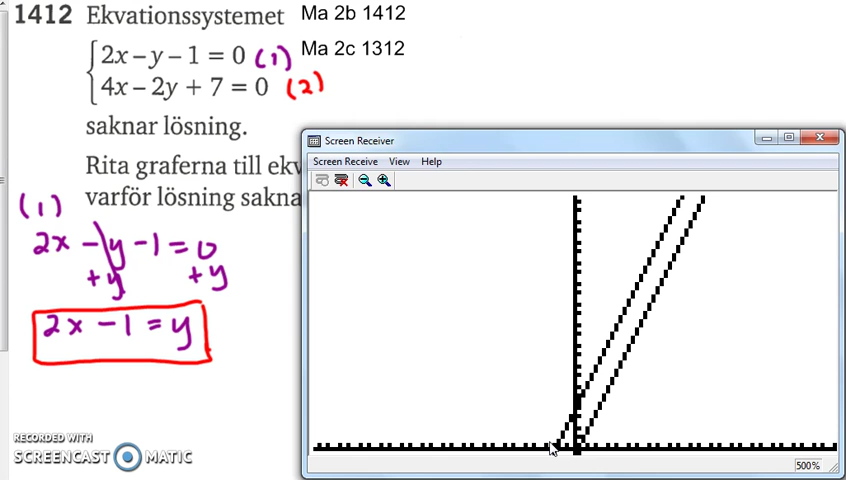 1412 Ekvationssystemet Ma 2b 1412
2x – y – 1 = 0 (1) Ma 2c 1312
4x – 2y + 7 = 0 (2)
saknar lösning.
Rita graferna till ekv
varför lösning sakna
(1)
2x - y - 1 = 0
+y +y
2x - 1 = y
Screen Receiver
Screen Receive View Help
500%
RECORDED WITH
SCREENCAST MATIC